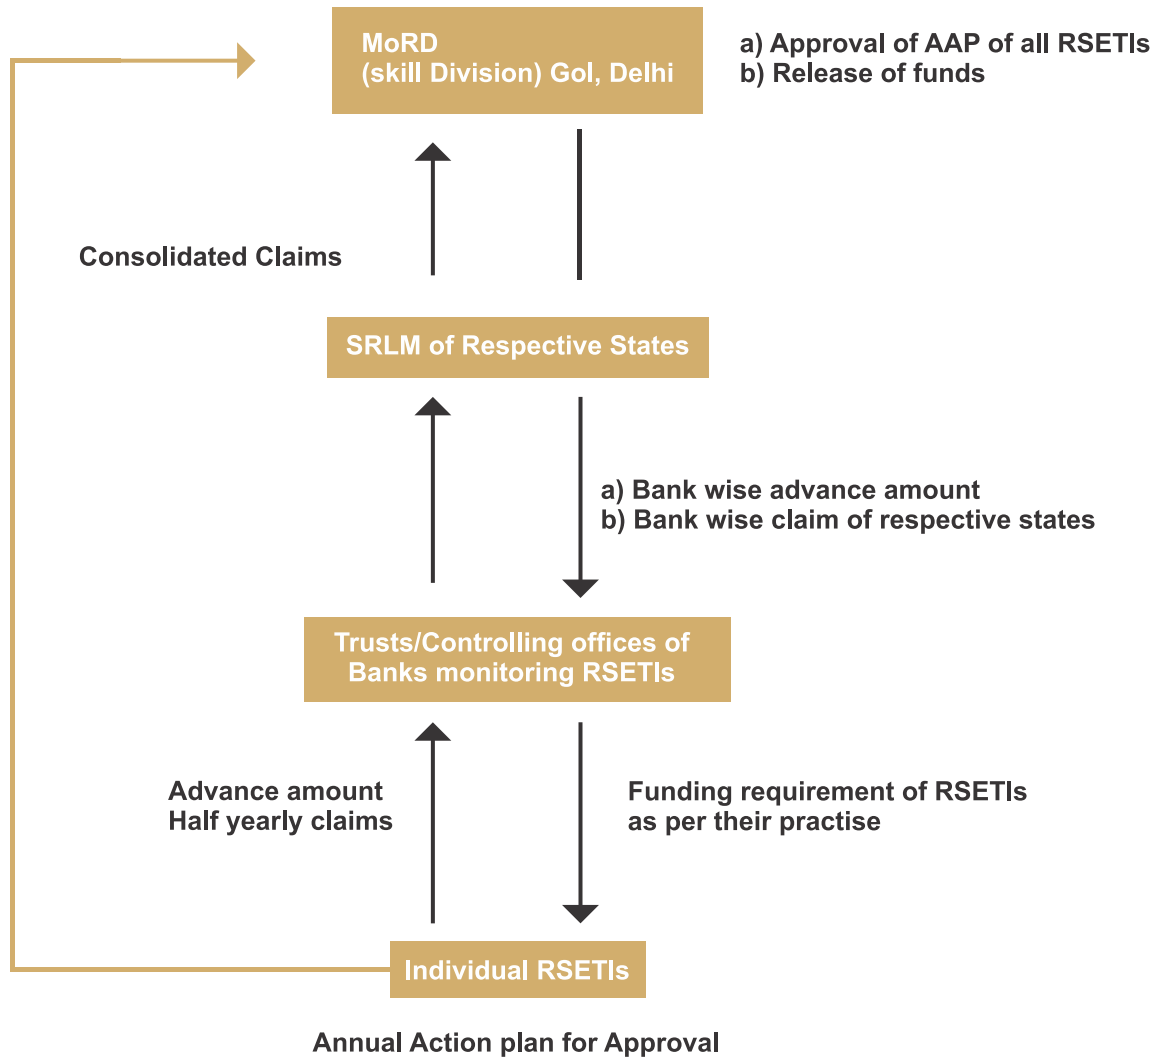 MoRD
(skill Division) GoI, Delhi
a) Approval of AAP of all RSETIs
b) Release of funds
Consolidated Claims
SRLM of Respective States
a) Bank wise advance amount
b) Bank wise claim of respective states
Trusts/Controlling offices of
Banks monitoring RSETIs
Advance amount
Half yearly claims
Funding requirement of RSETIs
as per their practise
Individual RSETIs
Annual Action plan for Approval